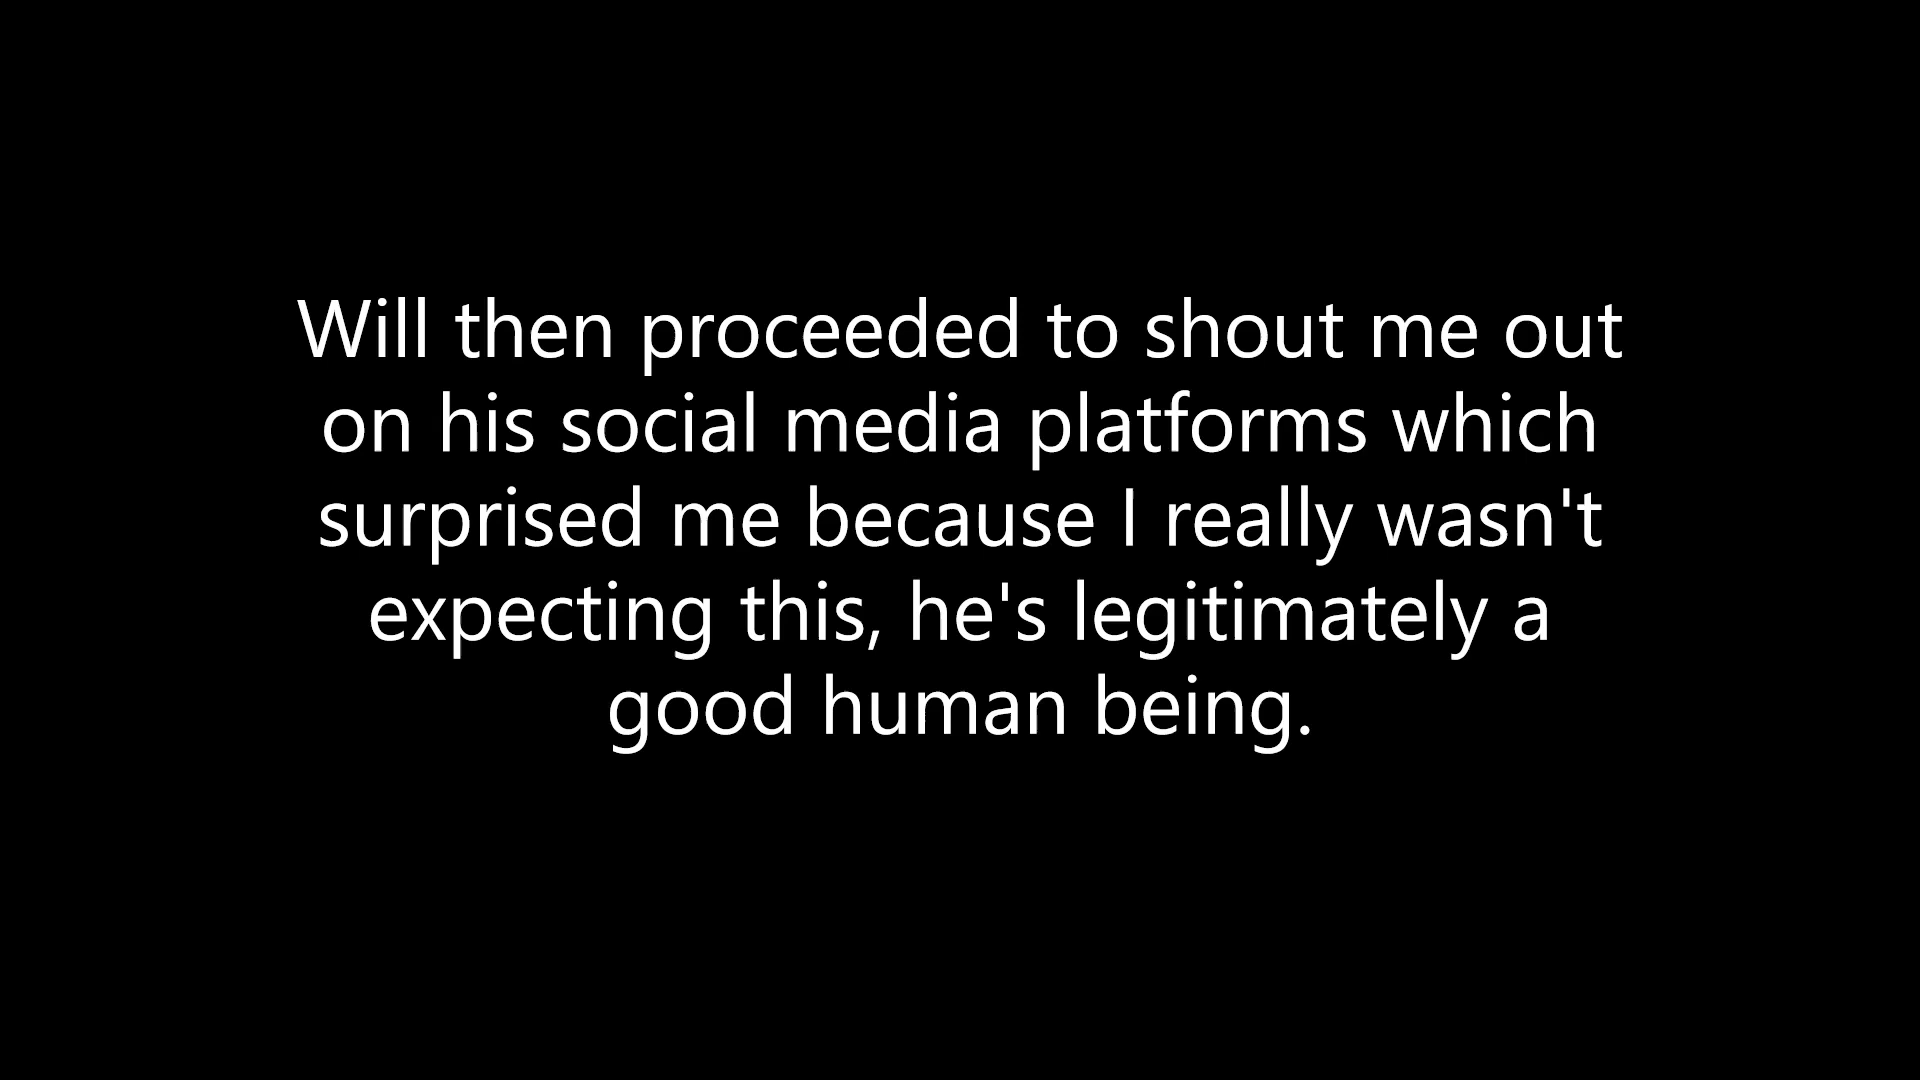 Will then proceeded to shout me out
on his social media platforms which
surprised me because I really wasn't
expecting this, he's legitimately a
good human being.